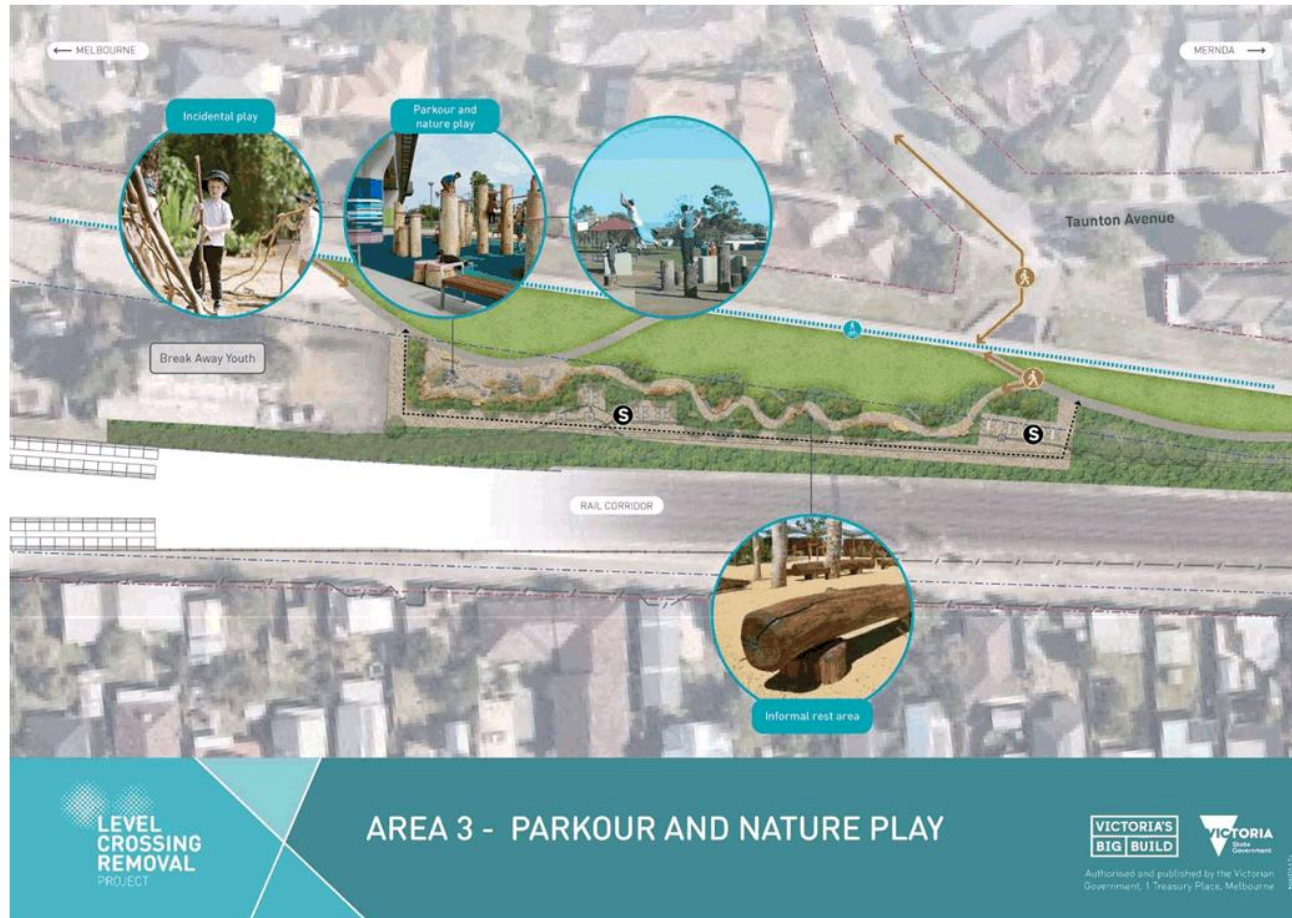 ← MELBOURNE
MERNDA →
Incidental play
Parkour and
nature play
Taunton Avenue
Break Away Youth
S
S
RAIL CORRIDOR
Informal rest area
LEVEL
CROSSING
REMOVAL
PROJECT
AREA 3 - PARKOUR AND NATURE PLAY
VICTORIA'S
BIG BUILD
VICTORIA
State
Government
Authorised and published by the Victorian
Government, 1 Treasury Place, Melbourne